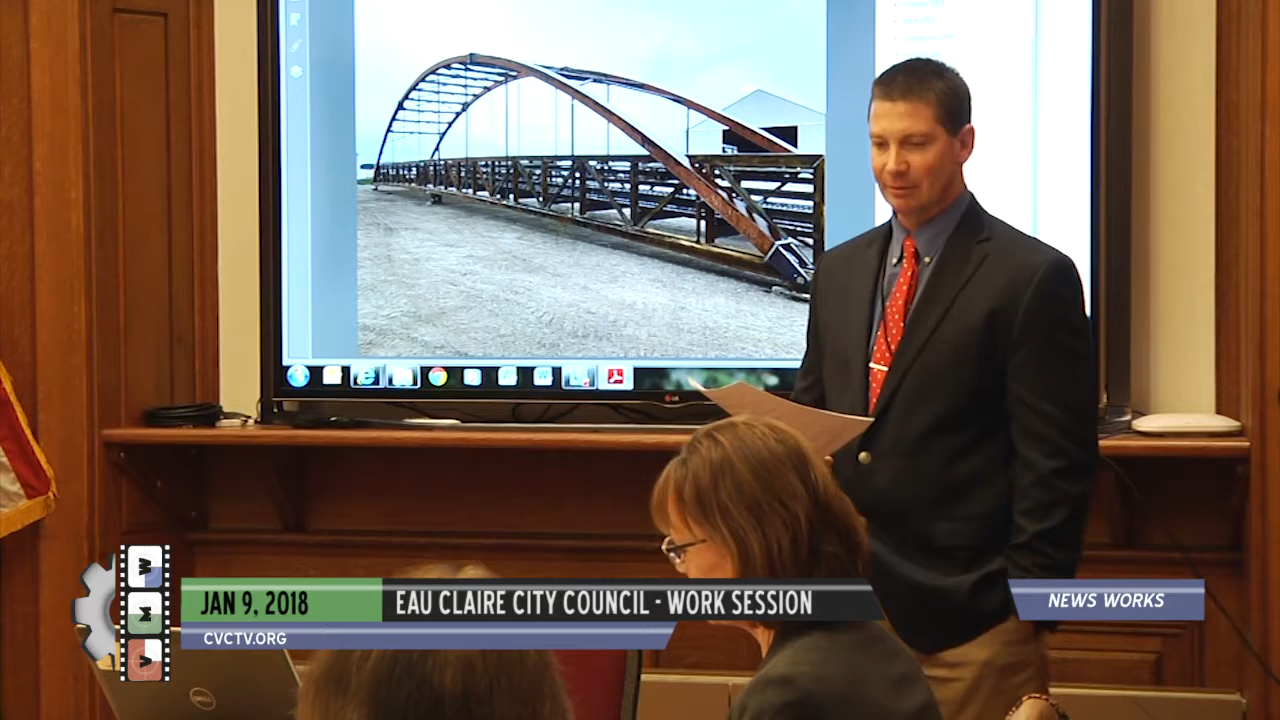 LG
JAN 9, 2018
EAU CLAIRE CITY COUNCIL - WORK SESSION
NEWS WORKS
CVCTV.ORG
W
M
V
DELL